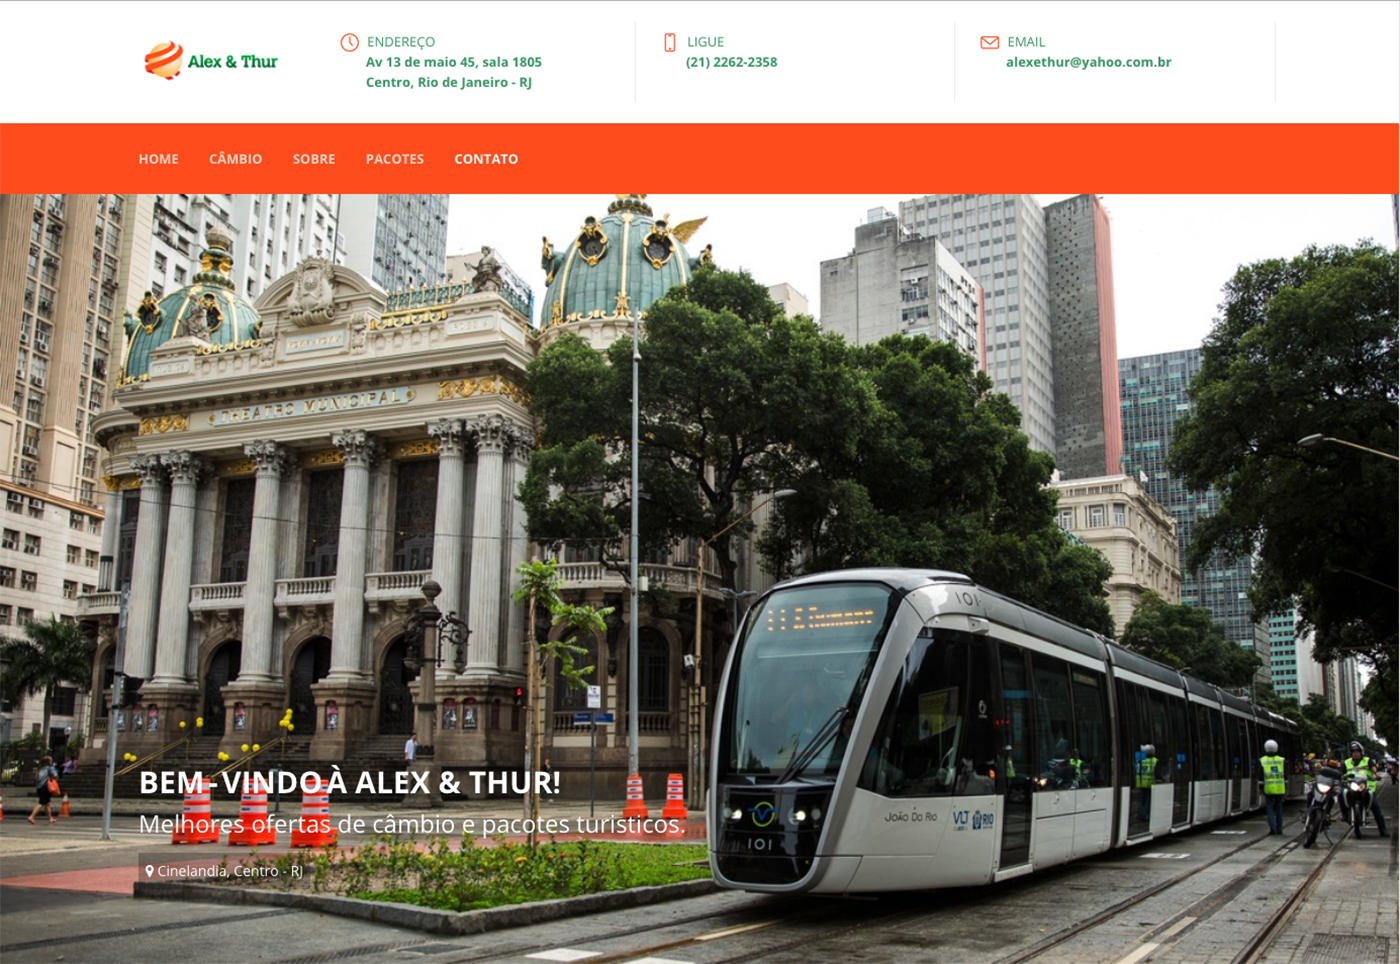 Alex & Thur
ENDEREÇO
Av 13 de maio 45, sala 1805
Centro, Rio de Janeiro - RJ
LIGUE
(21) 2262-2358
EMAIL
alexethur@yahoo.com.br
HOME CÂMBIO SOBRE PACOTES CONTATO
THEATRO MUNICIPAL
101
BEM-VINDO À ALEX & THUR!
Melhores ofertas de câmbio e pacotes turisticos.
Cinelandia, Centro - RJ
João Do Rio
VLT
RIO
101